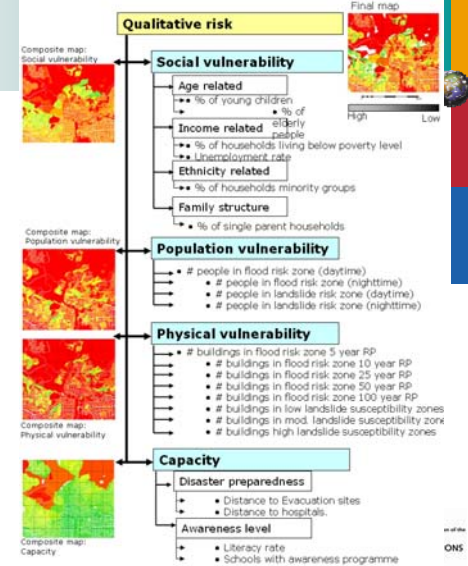 Final map
Qualitative risk
High
Low
Composite map:
Social vulnerability
Social vulnerability
Age related
• % of young children
• % of
elderly
people
Income related
• % of households living below poverty level
• Unemployment rate
Ethnicity related
• % of households minority groups
Family structure
• % of single parent households
Composite map:
Population vulnerability
Population vulnerability
• # people in flood risk zone (daytime)
• # people in flood risk zone (nighttime)
• # people in landslide risk zone (daytime)
• # people in landslide risk zone (nighttime)
Physical vulnerability
• # buildings in flood risk zone 5 year RP
• # buildings in flood risk zone 10 year RP
• # buildings in flood risk zone 25 year RP
• # buildings in flood risk zone 50 year RP
• # buildings in flood risk zone 100 year RP
• # buildings in low landslide susceptibility zones
• # buildings in mod. landslide susceptibility zone
• # buildings high landslide susceptibility zones
Composite map:
Physical vulnerability
Capacity
Disaster preparedness
• Distance to Evacuation sites
• Distance to hospitals.
Awareness level
• Literacy rate
• Schools with awareness programme
Composite map:
Capacity
of the
ONS